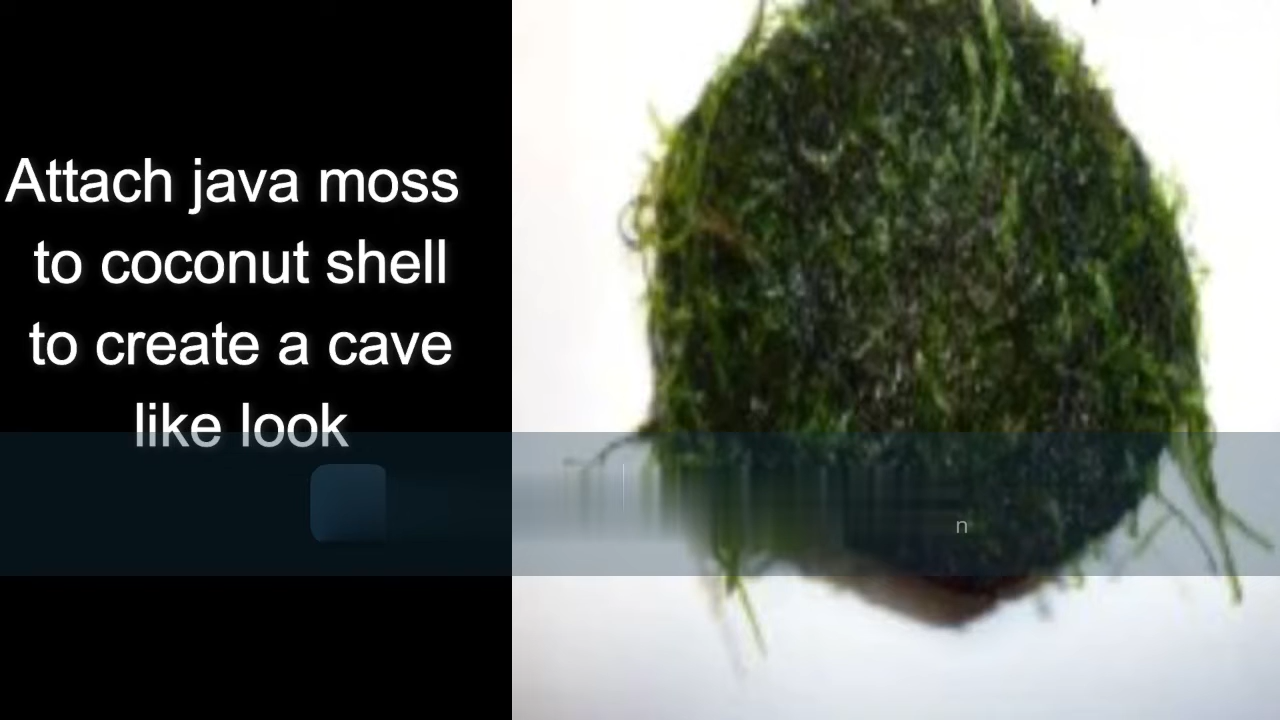 Attach java moss
to coconut shell
to create a cave
like look
n